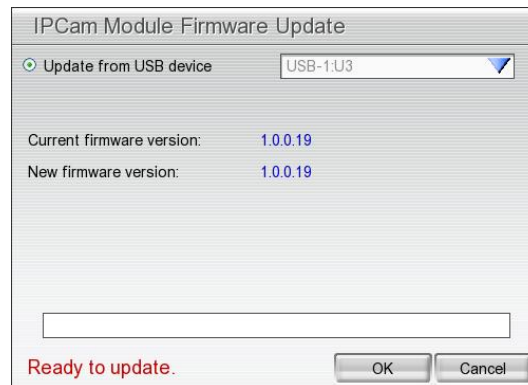 IPCam Module Firmware Update
Update from USB device USB-1:U3
Current firmware version: 1.0.0.19
New firmware version: 1.0.0.19
Ready to update. OK Cancel